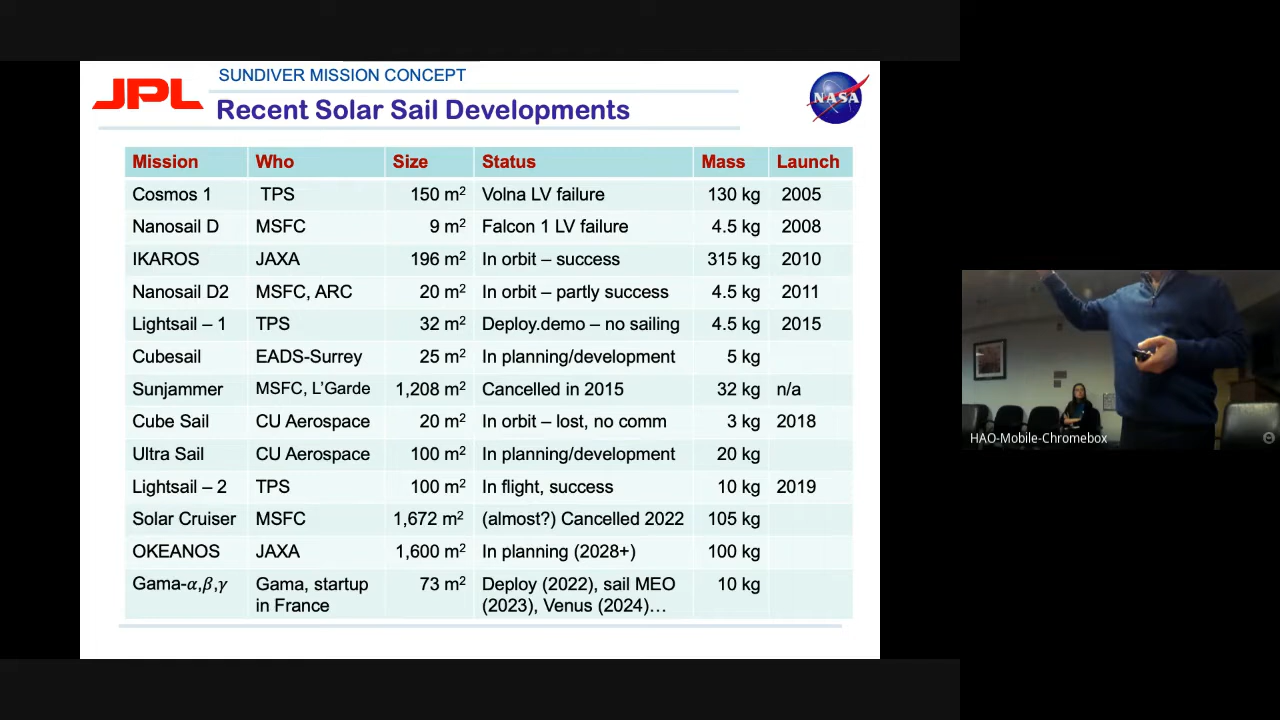 SUNDIVER MISSION CONCEPT
JPL
Recent Solar Sail Developments
NASA
Mission Who Size Status Mass Launch
Cosmos 1 TPS 150 m² Volna LV failure 130 kg 2005
Nanosail D MSFC 9 m² Falcon 1 LV failure 4.5 kg 2008
IKAROS JAXA 196 m² In orbit – success 315 kg 2010
Nanosail D2 MSFC, ARC 20 m² In orbit – partly success 4.5 kg 2011
Lightsail – 1 TPS 32 m² Deploy.demo – no sailing 4.5 kg 2015
Cubesail EADS-Surrey 25 m² In planning/development 5 kg
Sunjammer MSFC, L'Garde 1,208 m² Cancelled in 2015 32 kg n/a
Cube Sail CU Aerospace 20 m² In orbit – lost, no comm 3 kg 2018
Ultra Sail CU Aerospace 100 m² In planning/development 20 kg
Lightsail – 2 TPS 100 m² In flight, success 10 kg 2019
Solar Cruiser MSFC 1,672 m² (almost?) Cancelled 2022 105 kg
OKEANOS JAXA 1,600 m² In planning (2028+) 100 kg
Gama-α,β,γ Gama, startup 73 m² Deploy (2022), sail MEO 10 kg
in France (2023), Venus (2024)…
HAO-Mobile-Chromebox